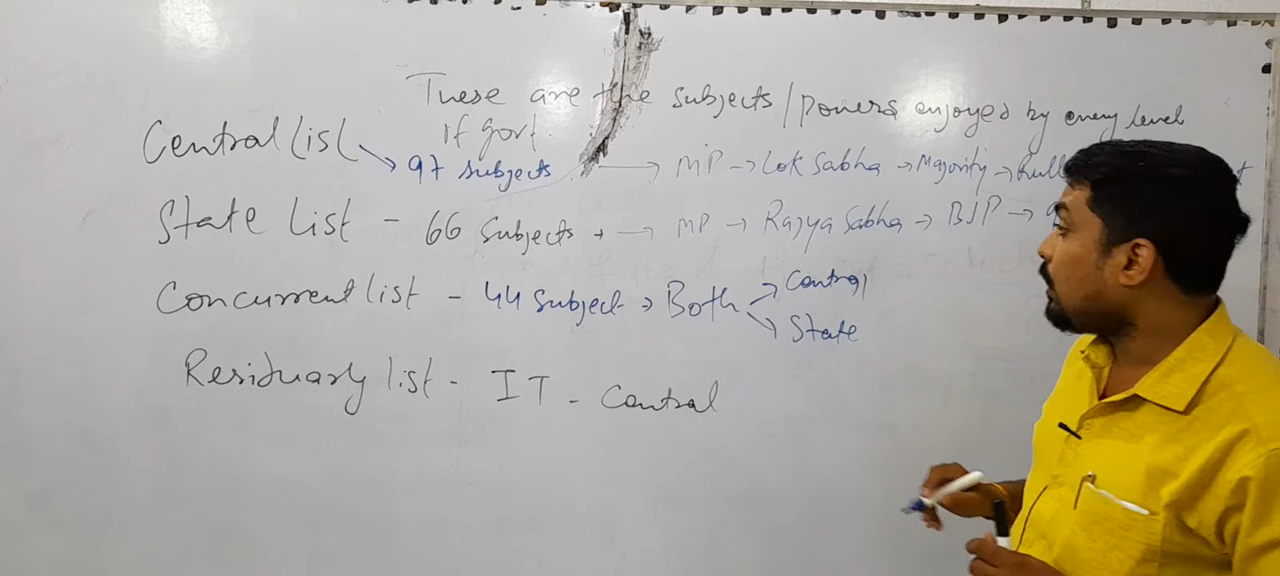 These are the subjects/powers enjoyed by every level
If govt.
Central list → 97 subjects → MP → Lok Sabha → Majority →
State list - 66 subjects → MP → Rajya Sabha → BJP →
Concurrent list - 44 subject → Both → Central
→ State
Residuary list - IT - Central